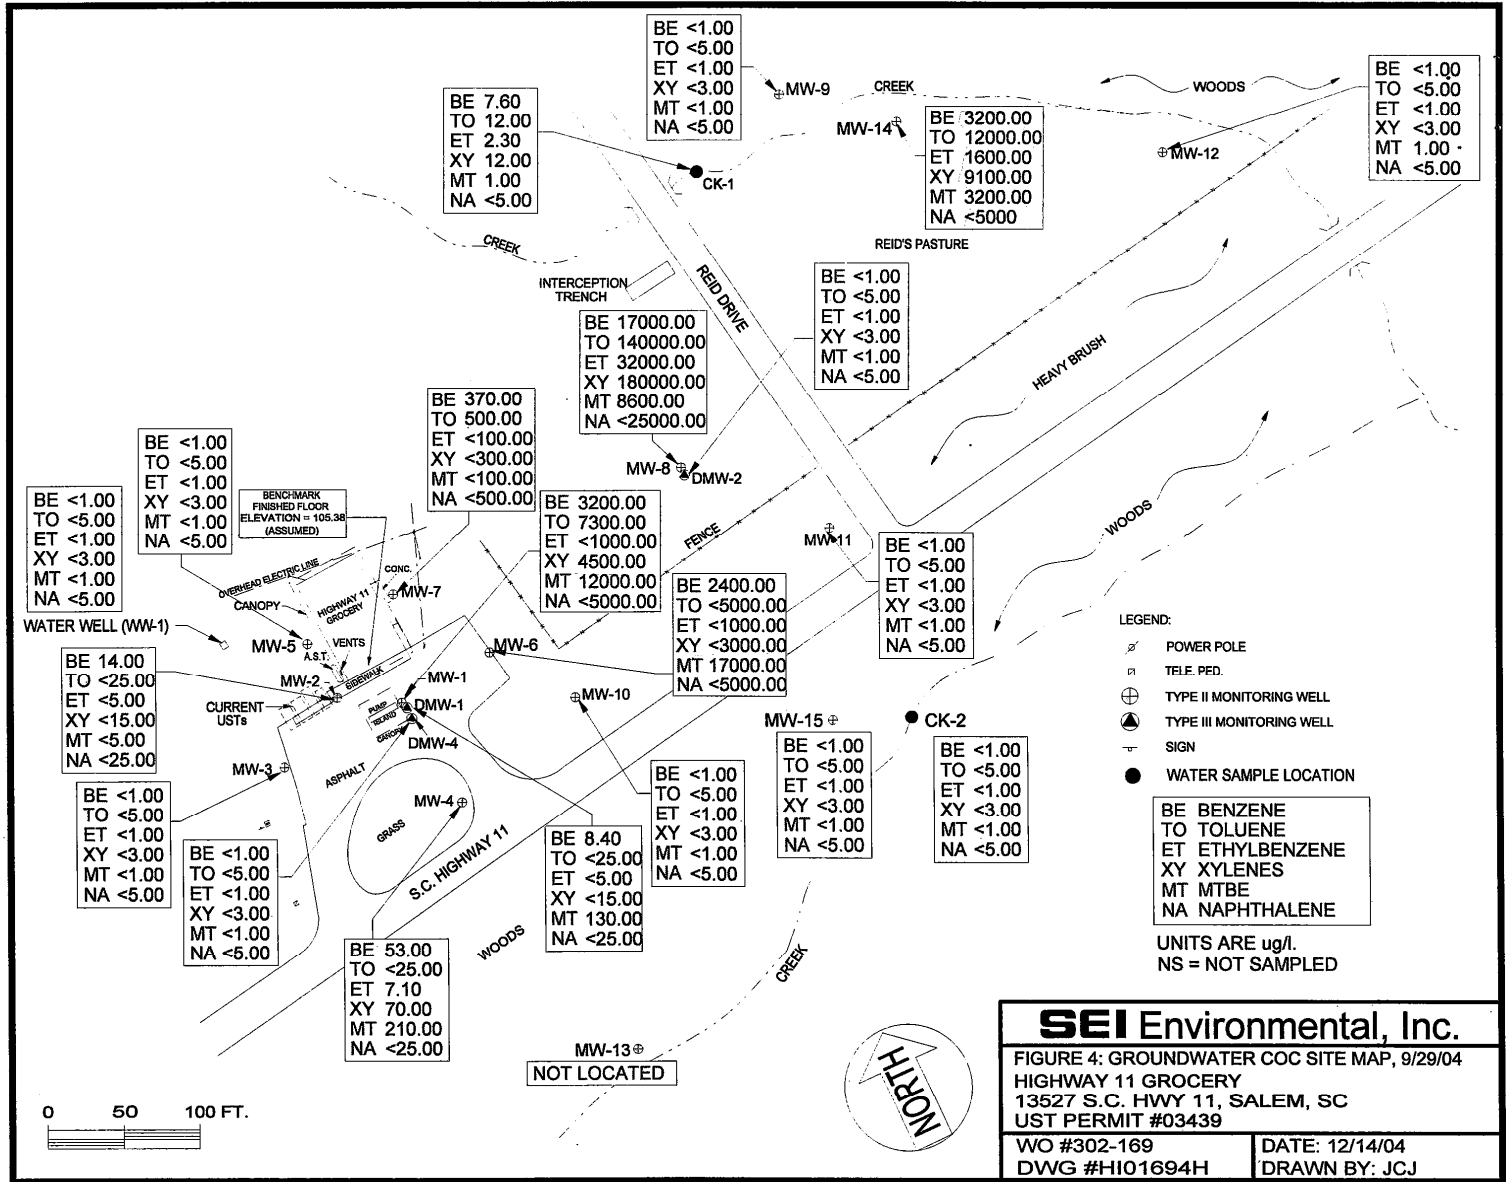 BE <1.00
TO <5.00
ET <1.00
XY <3.00
MT <1.00
NA <5.00
MW-9
CREEK
WOODS
BE <1.00
TO <5.00
ET <1.00
XY <3.00
MT 1.00
NA <5.00
BE 7.60
TO 12.00
ET 2.30
XY 12.00
MT 1.00
NA <5.00
MW-14
BE 3200.00
TO 12000.00
ET 1600.00
XY 9100.00
MT 3200.00
NA <5000
MW-12
CK-1
CREEK
REID'S PASTURE
INTERCEPTION
TRENCH
REID DRIVE
BE <1.00
TO <5.00
ET <1.00
XY <3.00
MT <1.00
NA <5.00
BE 17000.00
TO 140000.00
ET 32000.00
XY 180000.00
MT 8600.00
NA <25000.00
HEAVY BRUSH
BE 370.00
TO 500.00
ET <100.00
XY <300.00
MT <100.00
NA <500.00
MW-8
DMW-2
BE <1.00
TO <5.00
ET <1.00
XY <3.00
MT <1.00
NA <5.00
BE <1.00
TO <5.00
ET <1.00
XY <3.00
MT <1.00
NA <5.00
BENCHMARK
FINISHED FLOOR
ELEVATION = 105.38
(ASSUMED)
BE 3200.00
TO 7300.00
ET <1000.00
XY 4500.00
MT 12000.00
NA <5000.00
FENCE
WOODS
MW-11
BE <1.00
TO <5.00
ET <1.00
XY <3.00
MT <1.00
NA <5.00
OVERHEAD ELECTRIC LINE
CONC.
CANOPY
HIGHWAY 11
GROCERY
MW-7
BE 2400.00
TO <5000.00
ET <1000.00
XY <3000.00
MT 17000.00
NA <5000.00
WATER WELL (WW-1)
MW-5
VENTS
A.S.T.
MW-6
BE 14.00
TO <25.00
ET <5.00
XY <15.00
MT <5.00
NA <25.00
MW-2
SIDEWALK
MW-1
CURRENT
USTs
PUMP
ISLAND
CANOPY
DMW-1
DMW-4
MW-10
MW-15
CK-2
LEGEND:
POWER POLE
TELE. PED.
TYPE II MONITORING WELL
TYPE III MONITORING WELL
SIGN
WATER SAMPLE LOCATION
BE <1.00
TO <5.00
ET <1.00
XY <3.00
MT <1.00
NA <5.00
BE <1.00
TO <5.00
ET <1.00
XY <3.00
MT <1.00
NA <5.00
MW-3
ASPHALT
BE <1.00
TO <5.00
ET <1.00
XY <3.00
MT <1.00
NA <5.00
MW-4
GRASS
S.C. HIGHWAY 11
BE <1.00
TO <5.00
ET <1.00
XY <3.00
MT <1.00
NA <5.00
BE 8.40
TO <25.00
ET <5.00
XY <15.00
MT 130.00
NA <25.00
BE <1.00
TO <5.00
ET <1.00
XY <3.00
MT <1.00
NA <5.00
BE BENZENE
TO TOLUENE
ET ETHYLBENZENE
XY XYLENES
MT MTBE
NA NAPHTHALENE
UNITS ARE ug/l.
NS = NOT SAMPLED
WOODS
CREEK
BE 53.00
TO <25.00
ET 7.10
XY 70.00
MT 210.00
NA <25.00
MW-13
NOT LOCATED
NORTH
0 50 100 FT.
SEI Environmental, Inc.
FIGURE 4: GROUNDWATER COC SITE MAP, 9/29/04
HIGHWAY 11 GROCERY
13527 S.C. HWY 11, SALEM, SC
UST PERMIT #03439
WO #302-169
DWG #HI01694H
DATE: 12/14/04
DRAWN BY: JCJ